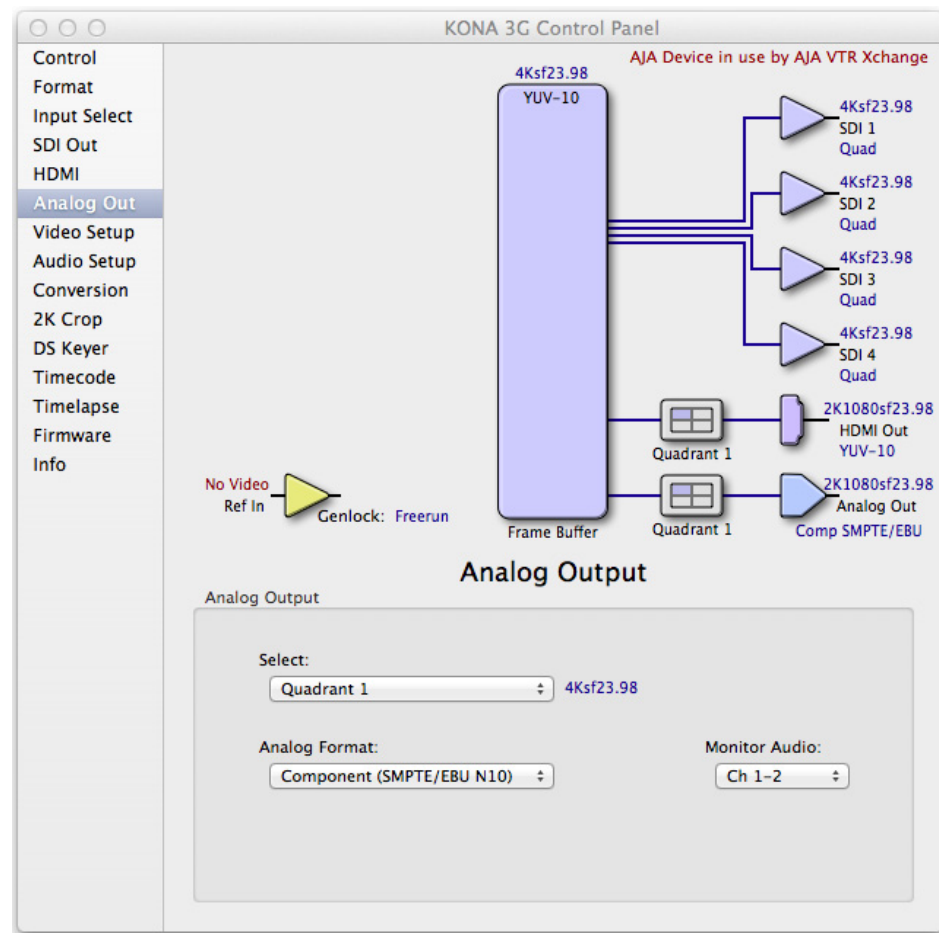 KONA 3G Control Panel
Control
Format
Input Select
SDI Out
HDMI
Analog Out
Video Setup
Audio Setup
Conversion
2K Crop
DS Keyer
Timecode
Timelapse
Firmware
Info
AJA Device in use by AJA VTR Xchange
4Ksf23.98
YUV-10
4Ksf23.98
SDI 1
Quad
4Ksf23.98
SDI 2
Quad
4Ksf23.98
SDI 3
Quad
4Ksf23.98
SDI 4
Quad
2K1080sf23.98
HDMI Out
YUV-10
Quadrant 1
2K1080sf23.98
Analog Out
Comp SMPTE/EBU
Quadrant 1
No Video
Ref In
Genlock: Freerun
Frame Buffer
Analog Output
Analog Output
Select:
Quadrant 1 4Ksf23.98
Analog Format:
Component (SMPTE/EBU N10)
Monitor Audio:
Ch 1-2